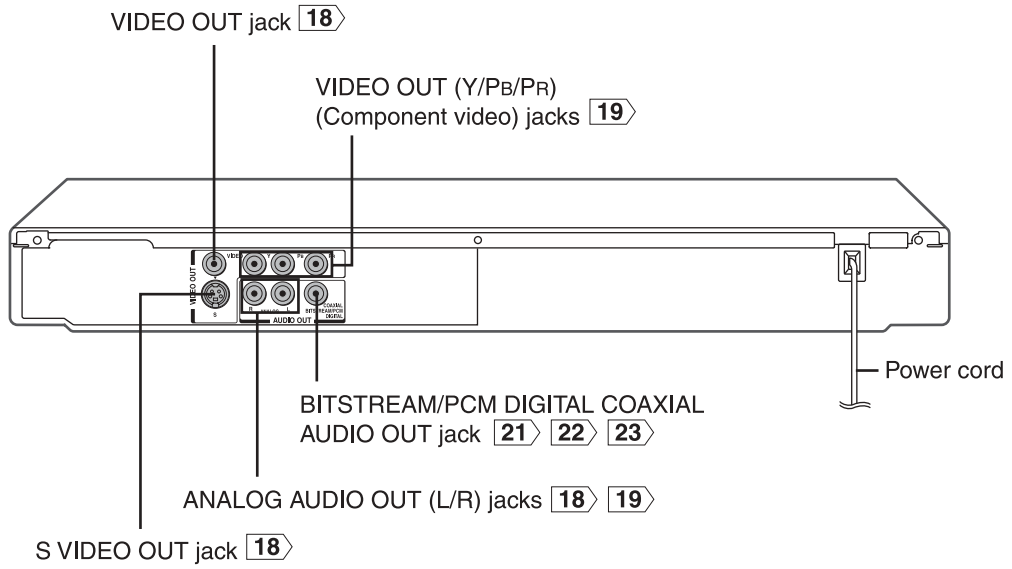 VIDEO OUT jack 18
VIDEO OUT (Y/PB/PR)
(Component video) jacks 19
VIDEO OUT
VIDEO
Y
PB
PR
S
R
ANALOG
L
COAXIAL
BITSTREAM/PCM
DIGITAL
AUDIO OUT
Power cord
BITSTREAM/PCM DIGITAL COAXIAL
AUDIO OUT jack 21 22 23
ANALOG AUDIO OUT (L/R) jacks 18 19
S VIDEO OUT jack 18